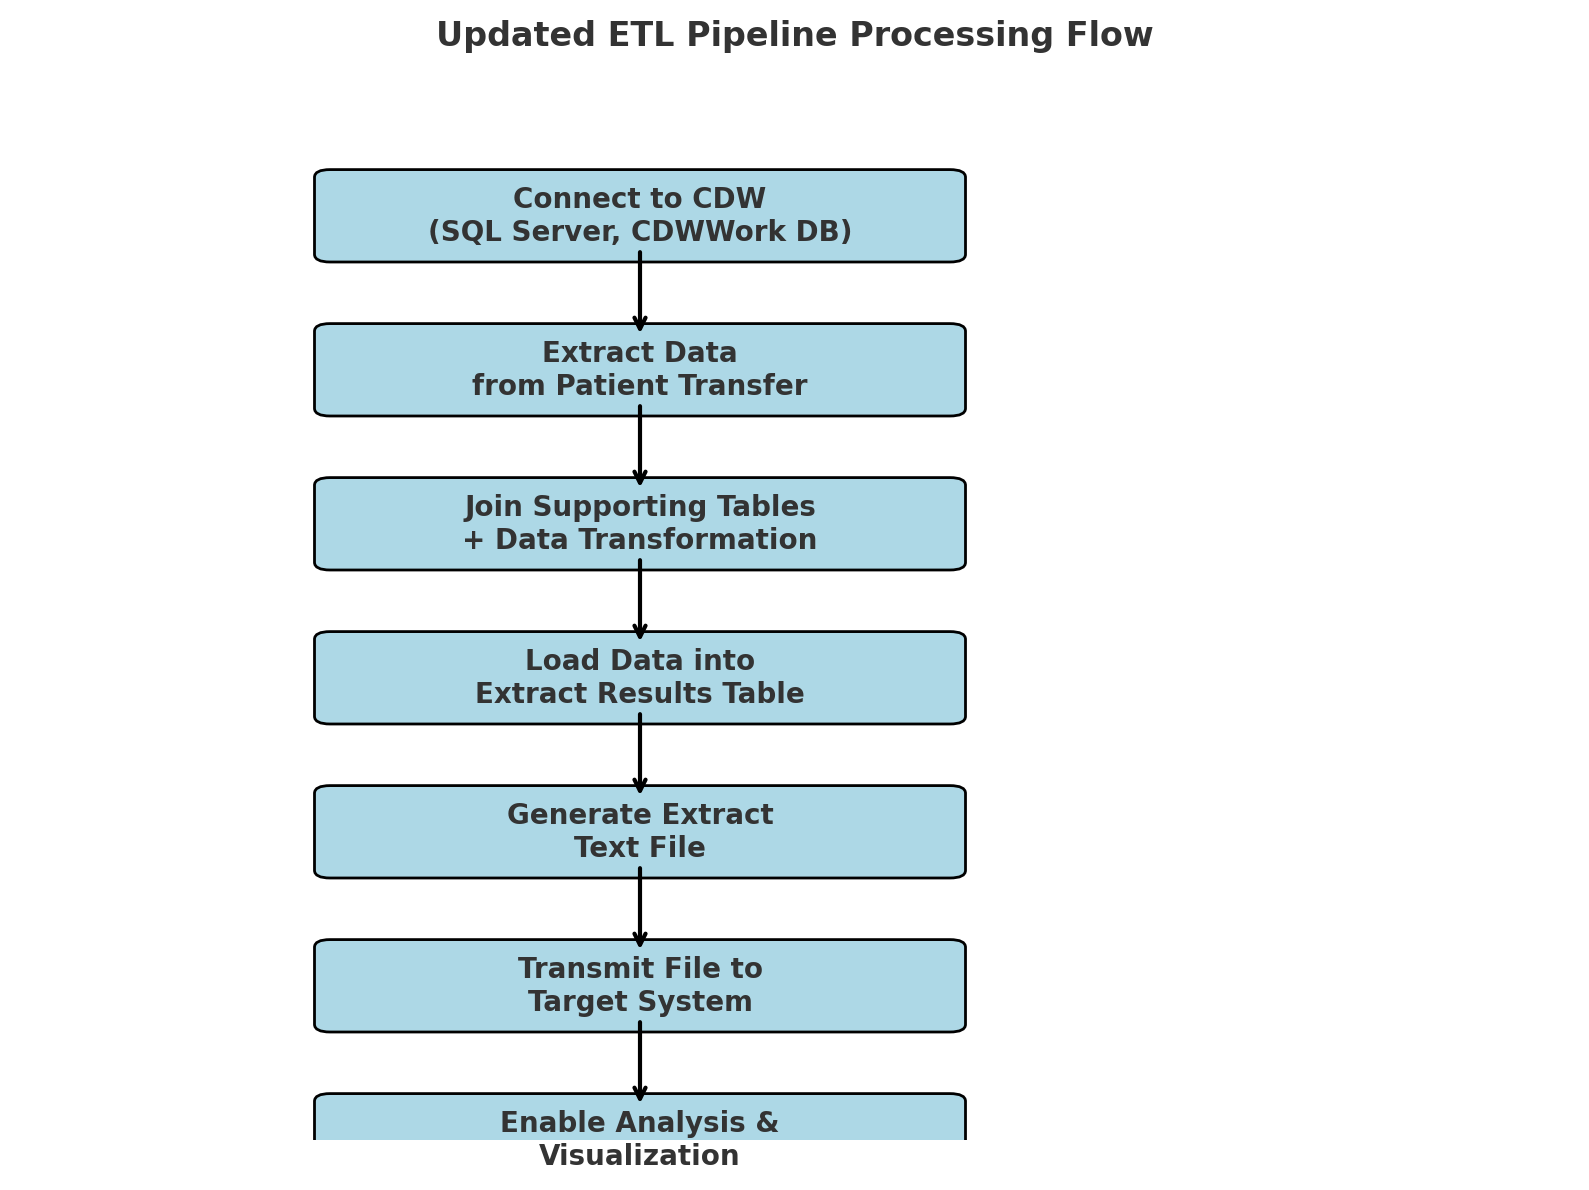 Updated ETL Pipeline Processing Flow
Connect to CDW
(SQL Server, CDWWork DB)
Extract Data
from Patient Transfer
Join Supporting Tables
+ Data Transformation
Load Data into
Extract Results Table
Generate Extract
Text File
Transmit File to
Target System
Enable Analysis &
Visualization